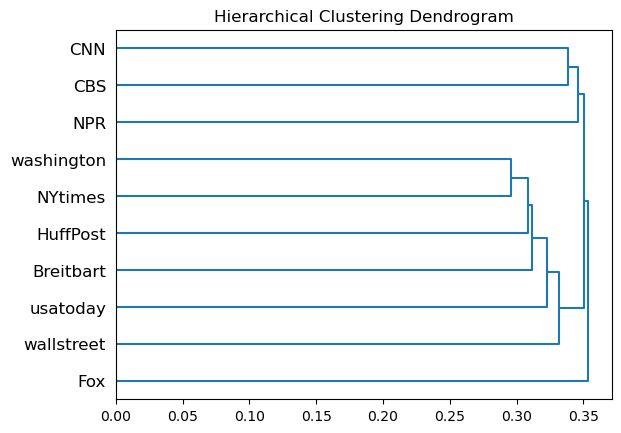 Hierarchical Clustering Dendrogram
CNN
CBS
NPR
washington
NYtimes
HuffPost
Breitbart
usatoday
wallstreet
Fox
0.00 0.05 0.10 0.15 0.20 0.25 0.30 0.35